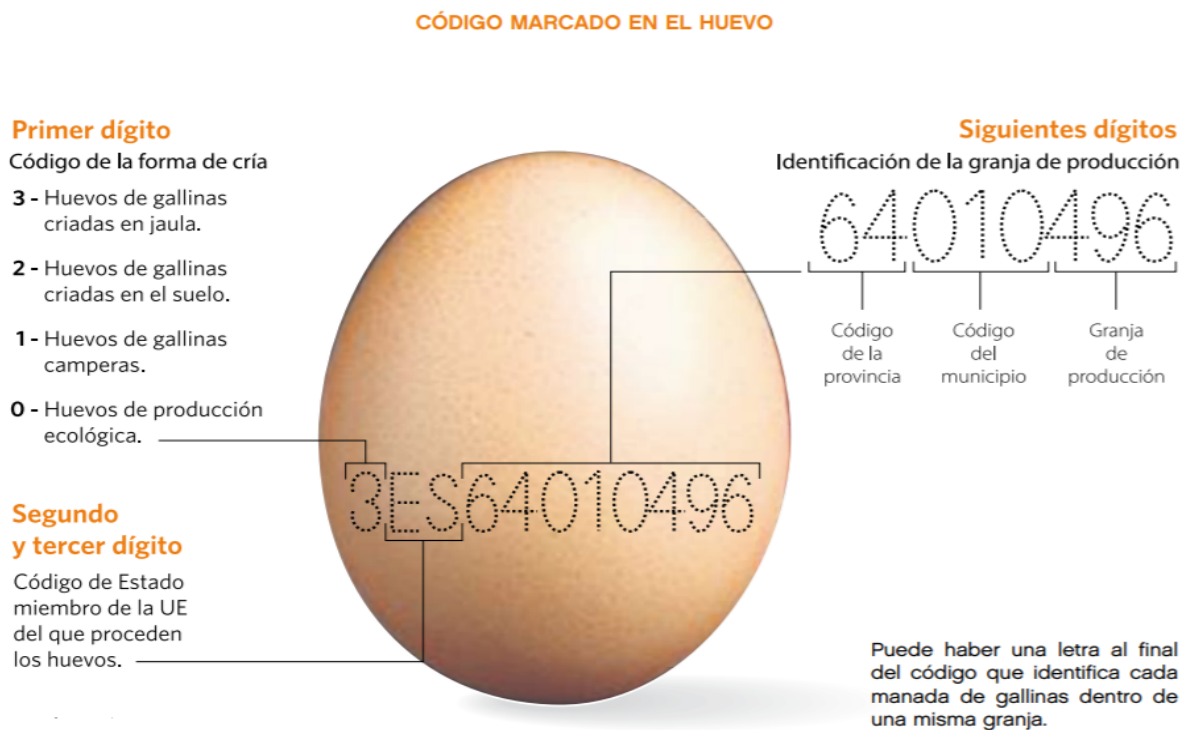 CÓDIGO MARCADO EN EL HUEVO
Primer dígito
Código de la forma de cría
3 - Huevos de gallinas
criadas en jaula.
2 - Huevos de gallinas
criadas en el suelo.
1 - Huevos de gallinas
camperas.
0 - Huevos de producción
ecológica.
Segundo
y tercer dígito
Código de Estado
miembro de la UE
del que proceden
los huevos.
3ES64010496
Siguientes dígitos
Identificación de la granja de producción
64010496
Código
de la
provincia
Código
del
municipio
Granja
de
producción
Puede haber una letra al final
del código que identifica cada
manada de gallinas dentro de
una misma granja.